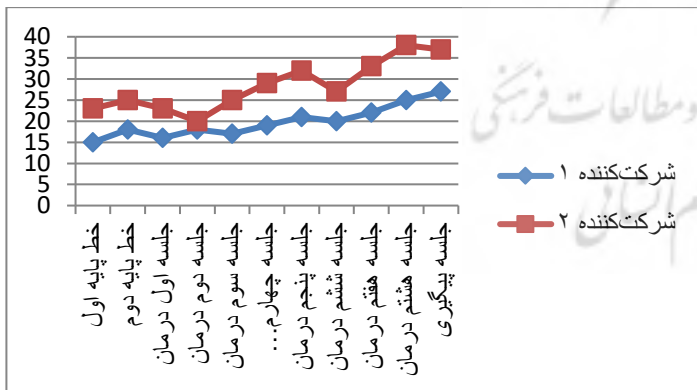 40
35
30
25
20
15
10
5
0
خط پایه اول
خط پایه دوم
جلسه اول درمان
جلسه دوم درمان
جلسه سوم درمان
جلسه چهارم...
جلسه پنجم درمان
جلسه ششم درمان
جلسه هفتم درمان
جلسه هشتم درمان
جلسه پیگیری
شرکت‌کننده ۱
شرکت‌کننده ۲
ومطالعات فرهنگی